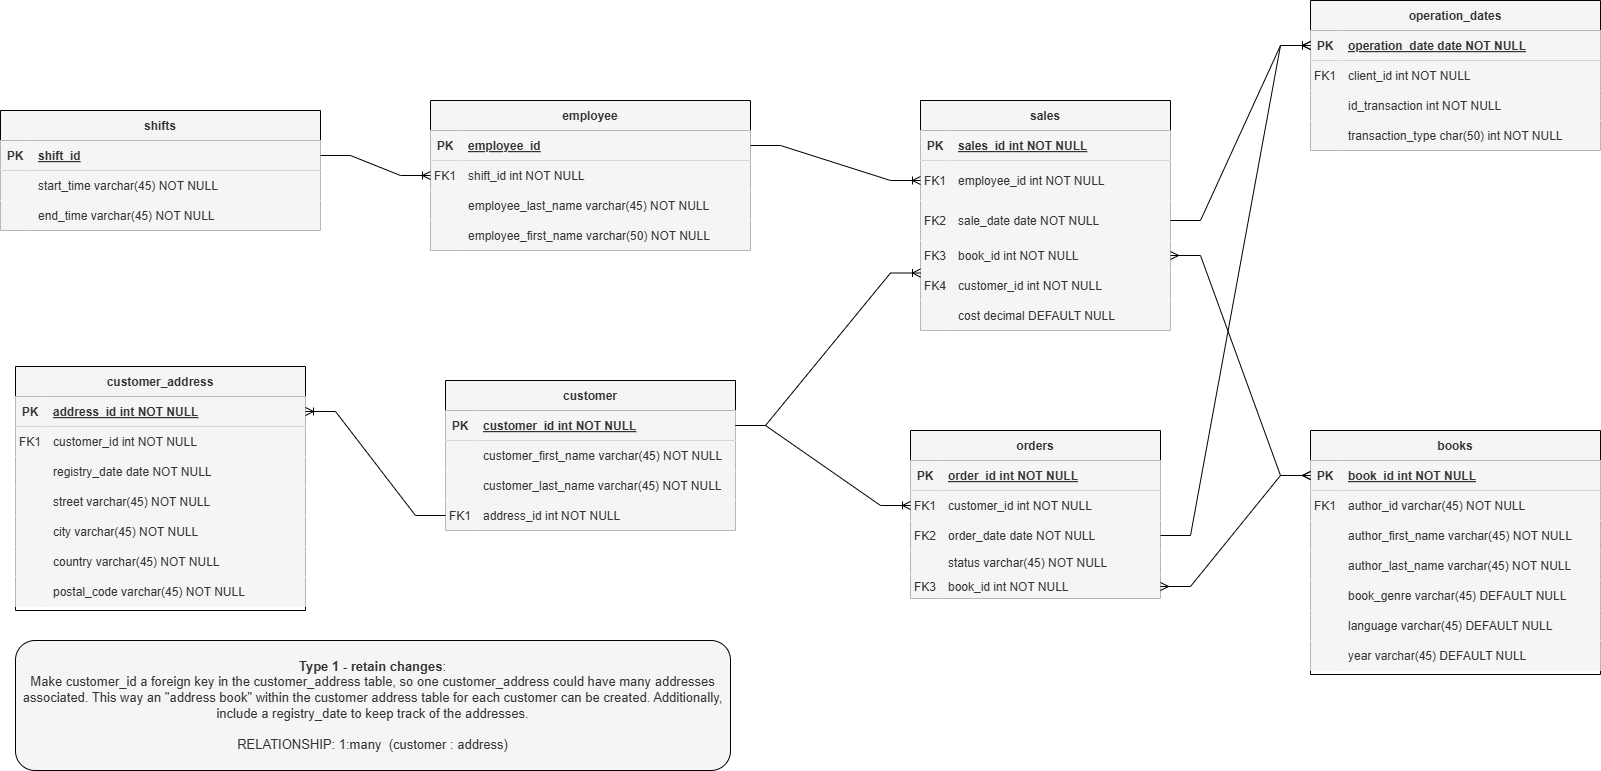 operation_dates
PK operation_date date NOT NULL
FK1 client_id int NOT NULL
id_transaction int NOT NULL
transaction_type char(50) int NOT NULL
shifts
PK shift_id
start_time varchar(45) NOT NULL
end_time varchar(45) NOT NULL
employee
PK employee_id
FK1 shift_id int NOT NULL
employee_last_name varchar(45) NOT NULL
employee_first_name varchar(50) NOT NULL
sales
PK sales_id int NOT NULL
FK1 employee_id int NOT NULL
FK2 sale_date date NOT NULL
FK3 book_id int NOT NULL
FK4 customer_id int NOT NULL
cost decimal DEFAULT NULL
customer_address
PK address_id int NOT NULL
FK1 customer_id int NOT NULL
registry_date date NOT NULL
street varchar(45) NOT NULL
city varchar(45) NOT NULL
country varchar(45) NOT NULL
postal_code varchar(45) NOT NULL
customer
PK customer_id int NOT NULL
customer_first_name varchar(45) NOT NULL
customer_last_name varchar(45) NOT NULL
FK1 address_id int NOT NULL
orders
PK order_id int NOT NULL
FK1 customer_id int NOT NULL
FK2 order_date date NOT NULL
status varchar(45) NOT NULL
FK3 book_id int NOT NULL
books
PK book_id int NOT NULL
FK1 author_id varchar(45) NOT NULL
author_first_name varchar(45) NOT NULL
author_last_name varchar(45) NOT NULL
book_genre varchar(45) DEFAULT NULL
language varchar(45) DEFAULT NULL
year varchar(45) DEFAULT NULL
Type 1 - retain changes:
Make customer_id a foreign key in the customer_address table, so one customer_address could have many addresses
associated. This way an "address book" within the customer address table for each customer can be created. Additionally,
include a registry_date to keep track of the addresses.
RELATIONSHIP: 1:many (customer : address)